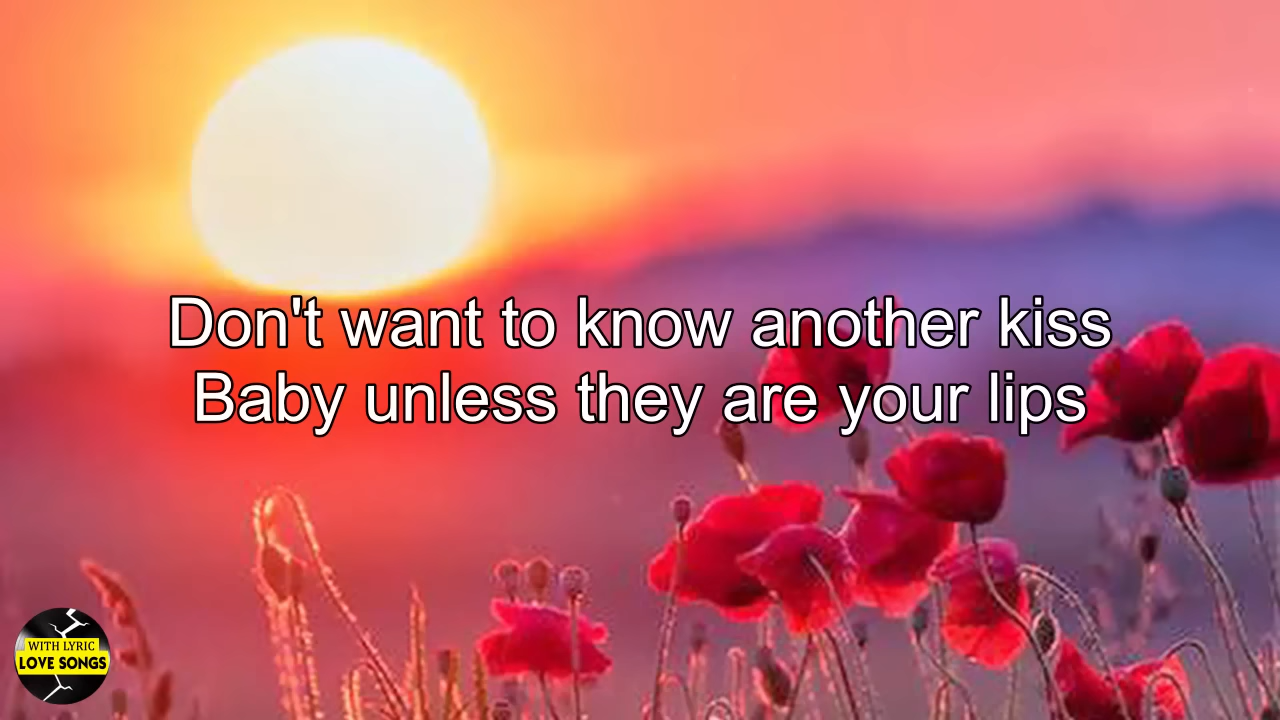 Don't want to know another kiss
Baby unless they are your lips
WITH LYRIC
LOVE SONGS